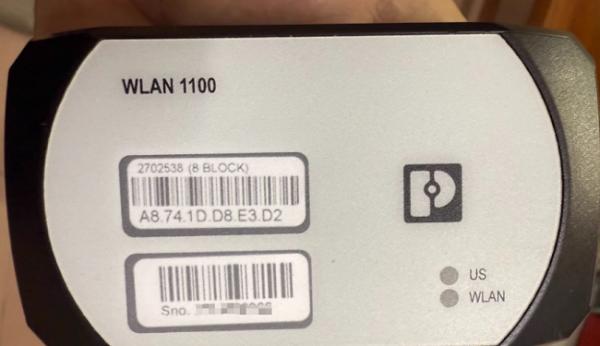 WLAN 1100
2702538 (8 BLOCK)
A8.74.1D.D8.E3.D2
Sno.
US
WLAN